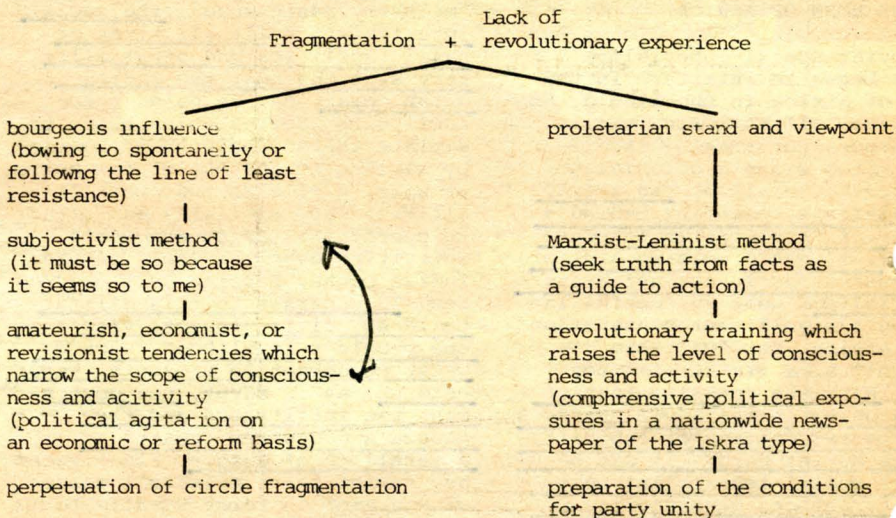 Lack of
Fragmentation + revolutionary experience
bourgeois influence
(bowing to spontaneity or
followng the line of least
resistance)
subjectivist method
(it must be so because
it seems so to me)
amateurish, economist, or
revisionist tendencies which
narrow the scope of conscious-
ness and acitivity
(political agitation on
an economic or reform basis)
perpetuation of circle fragmentation
proletarian stand and viewpoint
Marxist-Leninist method
(seek truth from facts as
a guide to action)
revolutionary training which
raises the level of conscious-
ness and activity
(comphrensive political expo-
sures in a nationwide news-
paper of the Iskra type)
preparation of the conditions
for party unity